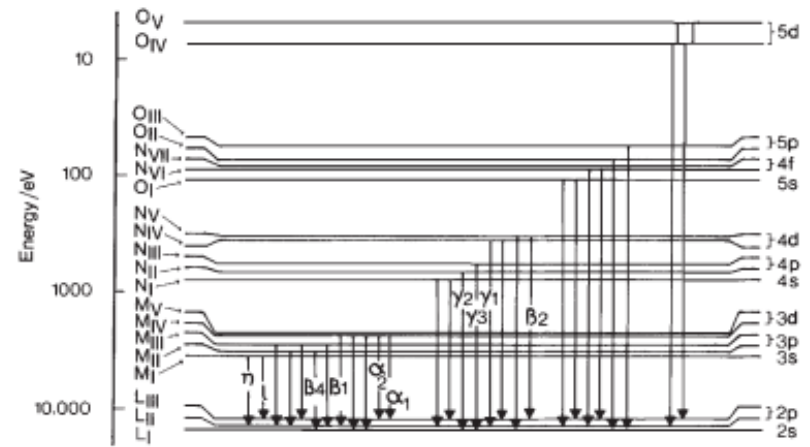 OV
OIV
}5d
10
OIII
OII
NVII
NVI
OI
}5p
}4f
5s
100
Energy/eV
NV
NIV
NIII
NII
NI
}4d
}4p
4s
γ2
γ1
γ3
β2
1000
MV
MIV
MIII
MII
MI
}3d
}3p
3s
η
l
β4
β1
α2
α1
10.000
LIII
LII
LI
}2p
2s